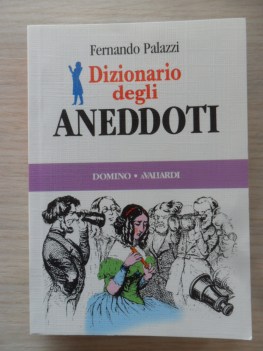 Fernando Palazzi
Dizionario
degli
ANEDDOTI
DOMINO • A.VALLARDI